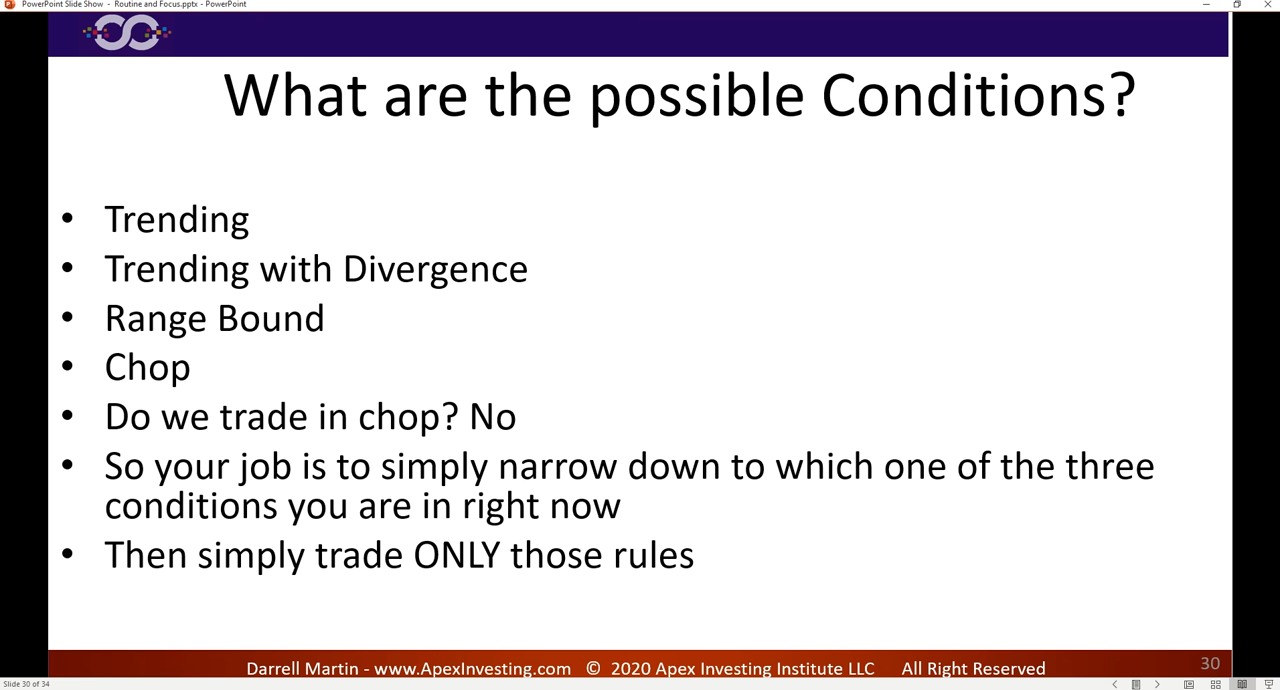 PowerPoint Slide Show - Routine and Focus.pptx - PowerPoint
What are the possible Conditions?
• Trending
• Trending with Divergence
• Range Bound
• Chop
• Do we trade in chop? No
• So your job is to simply narrow down to which one of the three
conditions you are in right now
• Then simply trade ONLY those rules
Darrell Martin - www.ApexInvesting.com © 2020 Apex Investing Institute LLC All Right Reserved
30
Slide 30 of 34